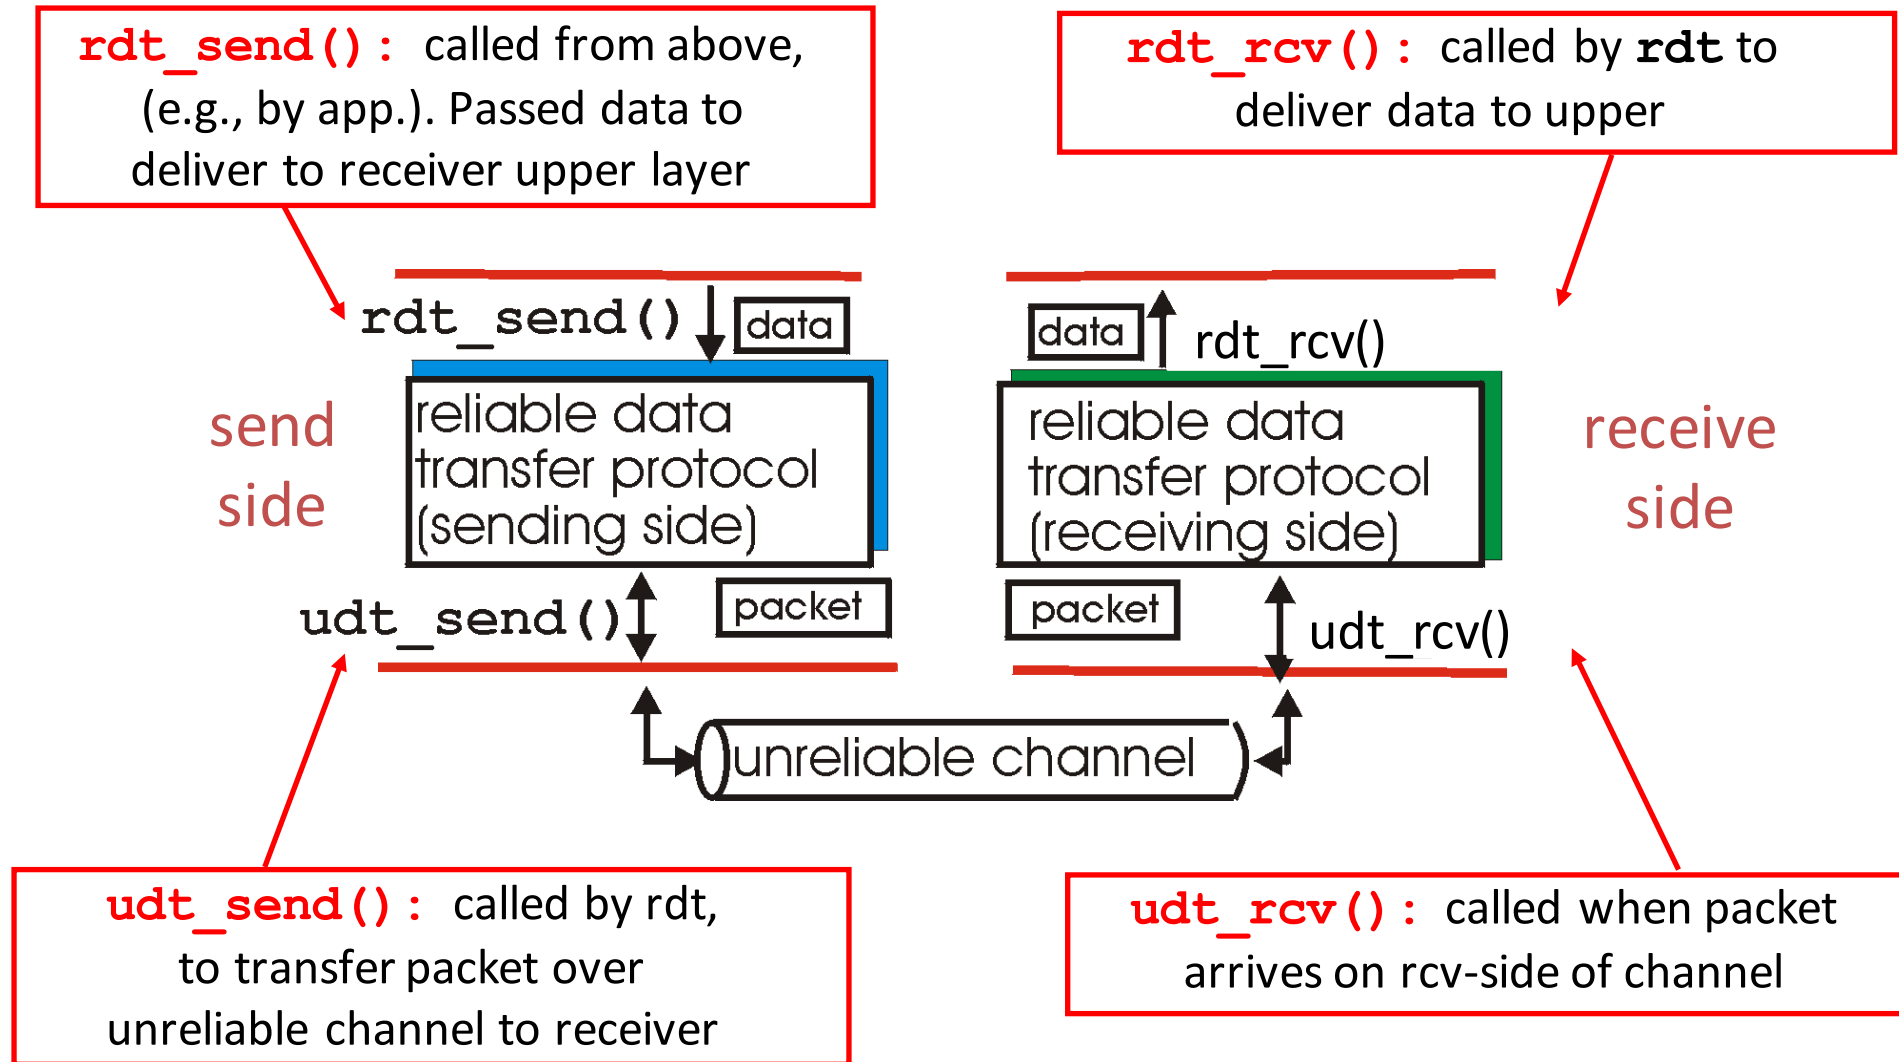 rdt_send(): called from above,
(e.g., by app.). Passed data to
deliver to receiver upper layer
rdt_rcv(): called by rdt to
deliver data to upper
rdt_send()
data
data
rdt_rcv()
send
side
reliable data
transfer protocol
(sending side)
reliable data
transfer protocol
(receiving side)
receive
side
udt_send()
packet
packet
udt_rcv()
unreliable channel
udt_send(): called by rdt,
to transfer packet over
unreliable channel to receiver
udt_rcv(): called when packet
arrives on rcv-side of channel